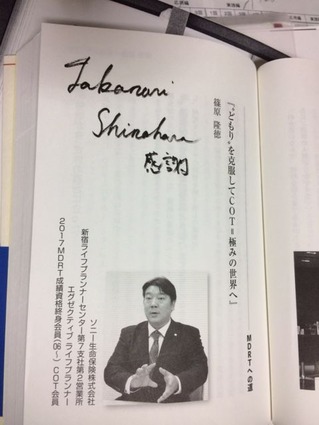 Takanari
Shinohara
感謝
MDRTへの道
「“どもり”を克服してCOT=極みの世界へ」
篠原 隆徳
ソニー生命保険株式会社
新宿ライフプランナーセンター第7支社第2営業所
エグゼクティブ ライフプランナー
2017MDRT成績資格終身会員(06~) COT会員